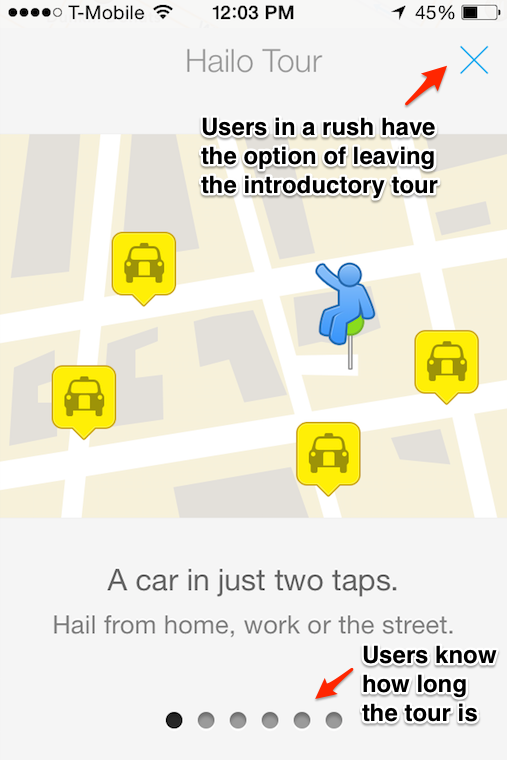 T-Mobile 12:03 PM 45%
Hailo Tour
Users in a rush have
the option of leaving
the introductory tour
A car in just two taps.
Hail from home, work or the street.
Users know
how long
the tour is